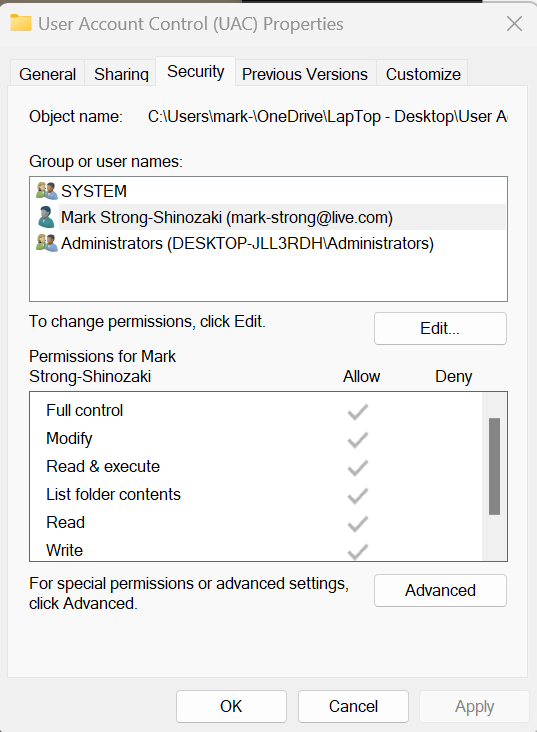 User Account Control (UAC) Properties
General Sharing Security Previous Versions Customize
Object name: C:\Users\mark-\OneDrive\LapTop - Desktop\User A
Group or user names:
SYSTEM
Mark Strong-Shinozaki (mark-strong@live.com)
Administrators (DESKTOP-JLL3RDH\Administrators)
To change permissions, click Edit.
Edit...
Permissions for Mark
Strong-Shinozaki Allow Deny
Full control
Modify
Read & execute
List folder contents
Read
Write
For special permissions or advanced settings,
click Advanced.
Advanced
OK Cancel Apply